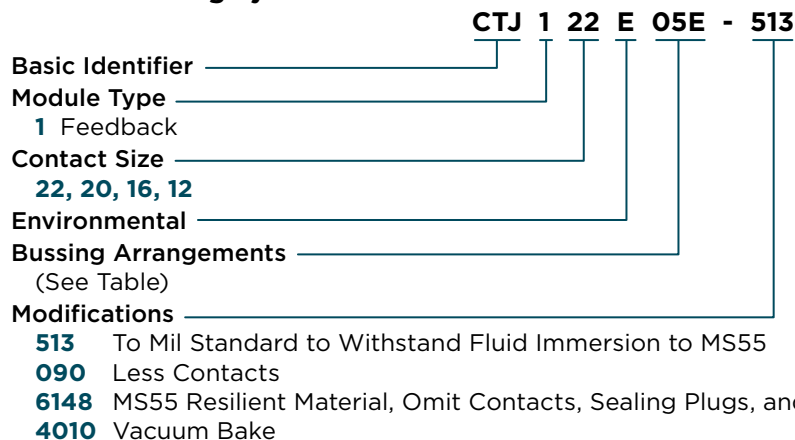 CTJ 1 22 E 05E - 513
Basic Identifier
Module Type
1 Feedback
Contact Size
22, 20, 16, 12
Environmental
Bussing Arrangements
(See Table)
Modifications
513 To Mil Standard to Withstand Fluid Immersion to MS55
090 Less Contacts
6148 MS55 Resilient Material, Omit Contacts, Sealing Plugs, and
4010 Vacuum Bake